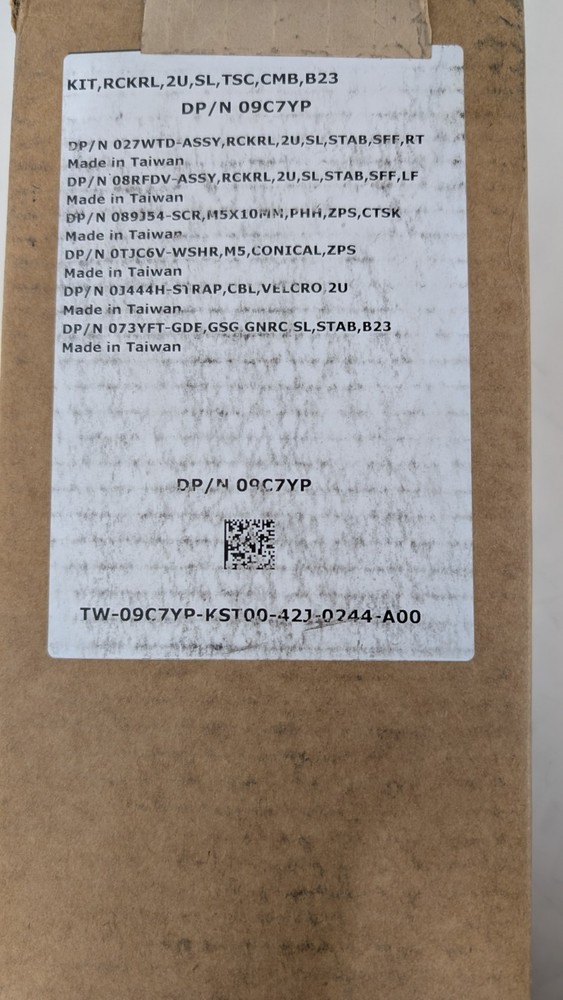 KIT,RCKRL,2U,SL,TSC,CMB,B23
DP/N 09C7YP
DP/N 027WTD-ASSY,RCKRL,2U,SL,STAB,SFF,RT
Made in Taiwan
DP/N 08RFDV-ASSY,RCKRL,2U,SL,STAB,SFF,LF
Made in Taiwan
DP/N 089J54-SCR,M5X10MM,PHH,ZPS,CTSK
Made in Taiwan
DP/N 0TJC6V-WSHR,M5,CONICAL,ZPS
Made in Taiwan
DP/N 0J444H-STRAP,CBL,VELCRO,2U
Made in Taiwan
DP/N 073YFT-GDE,GSG,GNRC,SL,STAB,B23
Made in Taiwan
DP/N 09C7YP
TW-09C7YP-KST00-42J-0244-A00